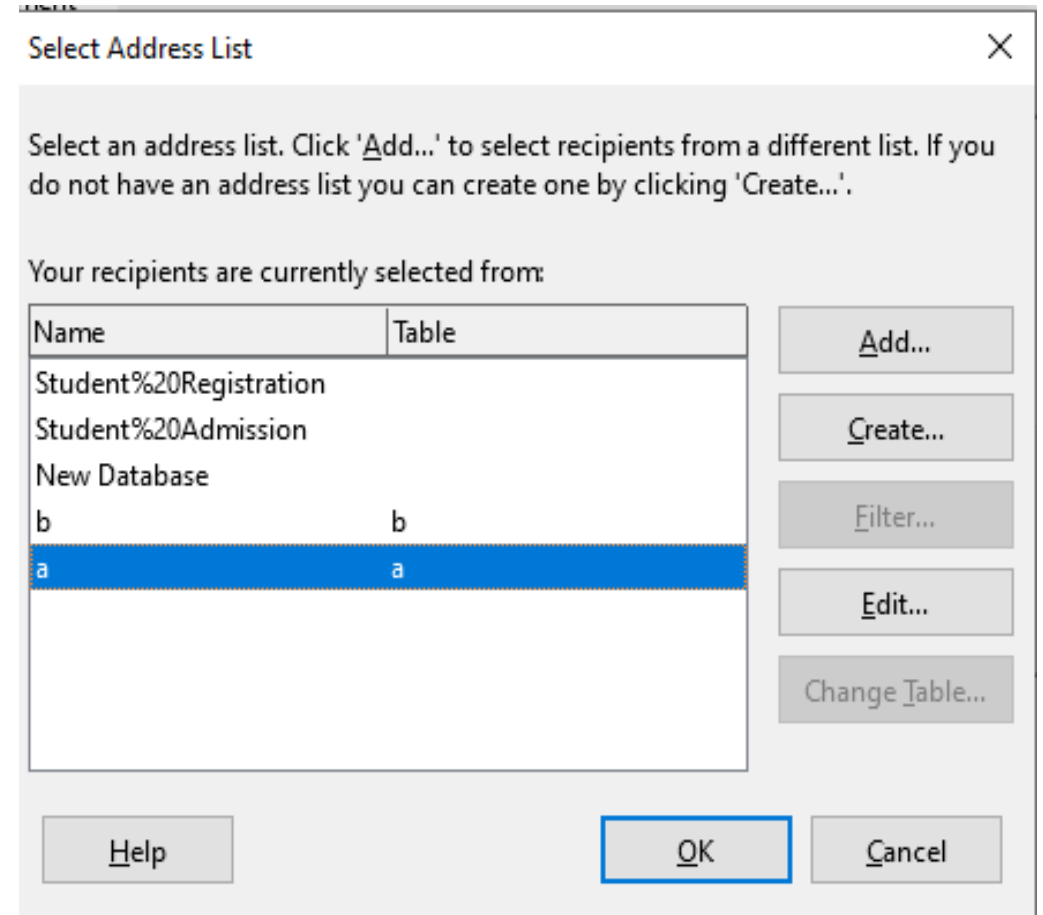 Select Address List
Select an address list. Click 'Add...' to select recipients from a different list. If you
do not have an address list you can create one by clicking 'Create...'.
Your recipients are currently selected from:
Name Table
Add...
Student%20Registration
Student%20Admission
Create...
New Database
b b
Filter...
a a
Edit...
Change Table...
Help OK Cancel